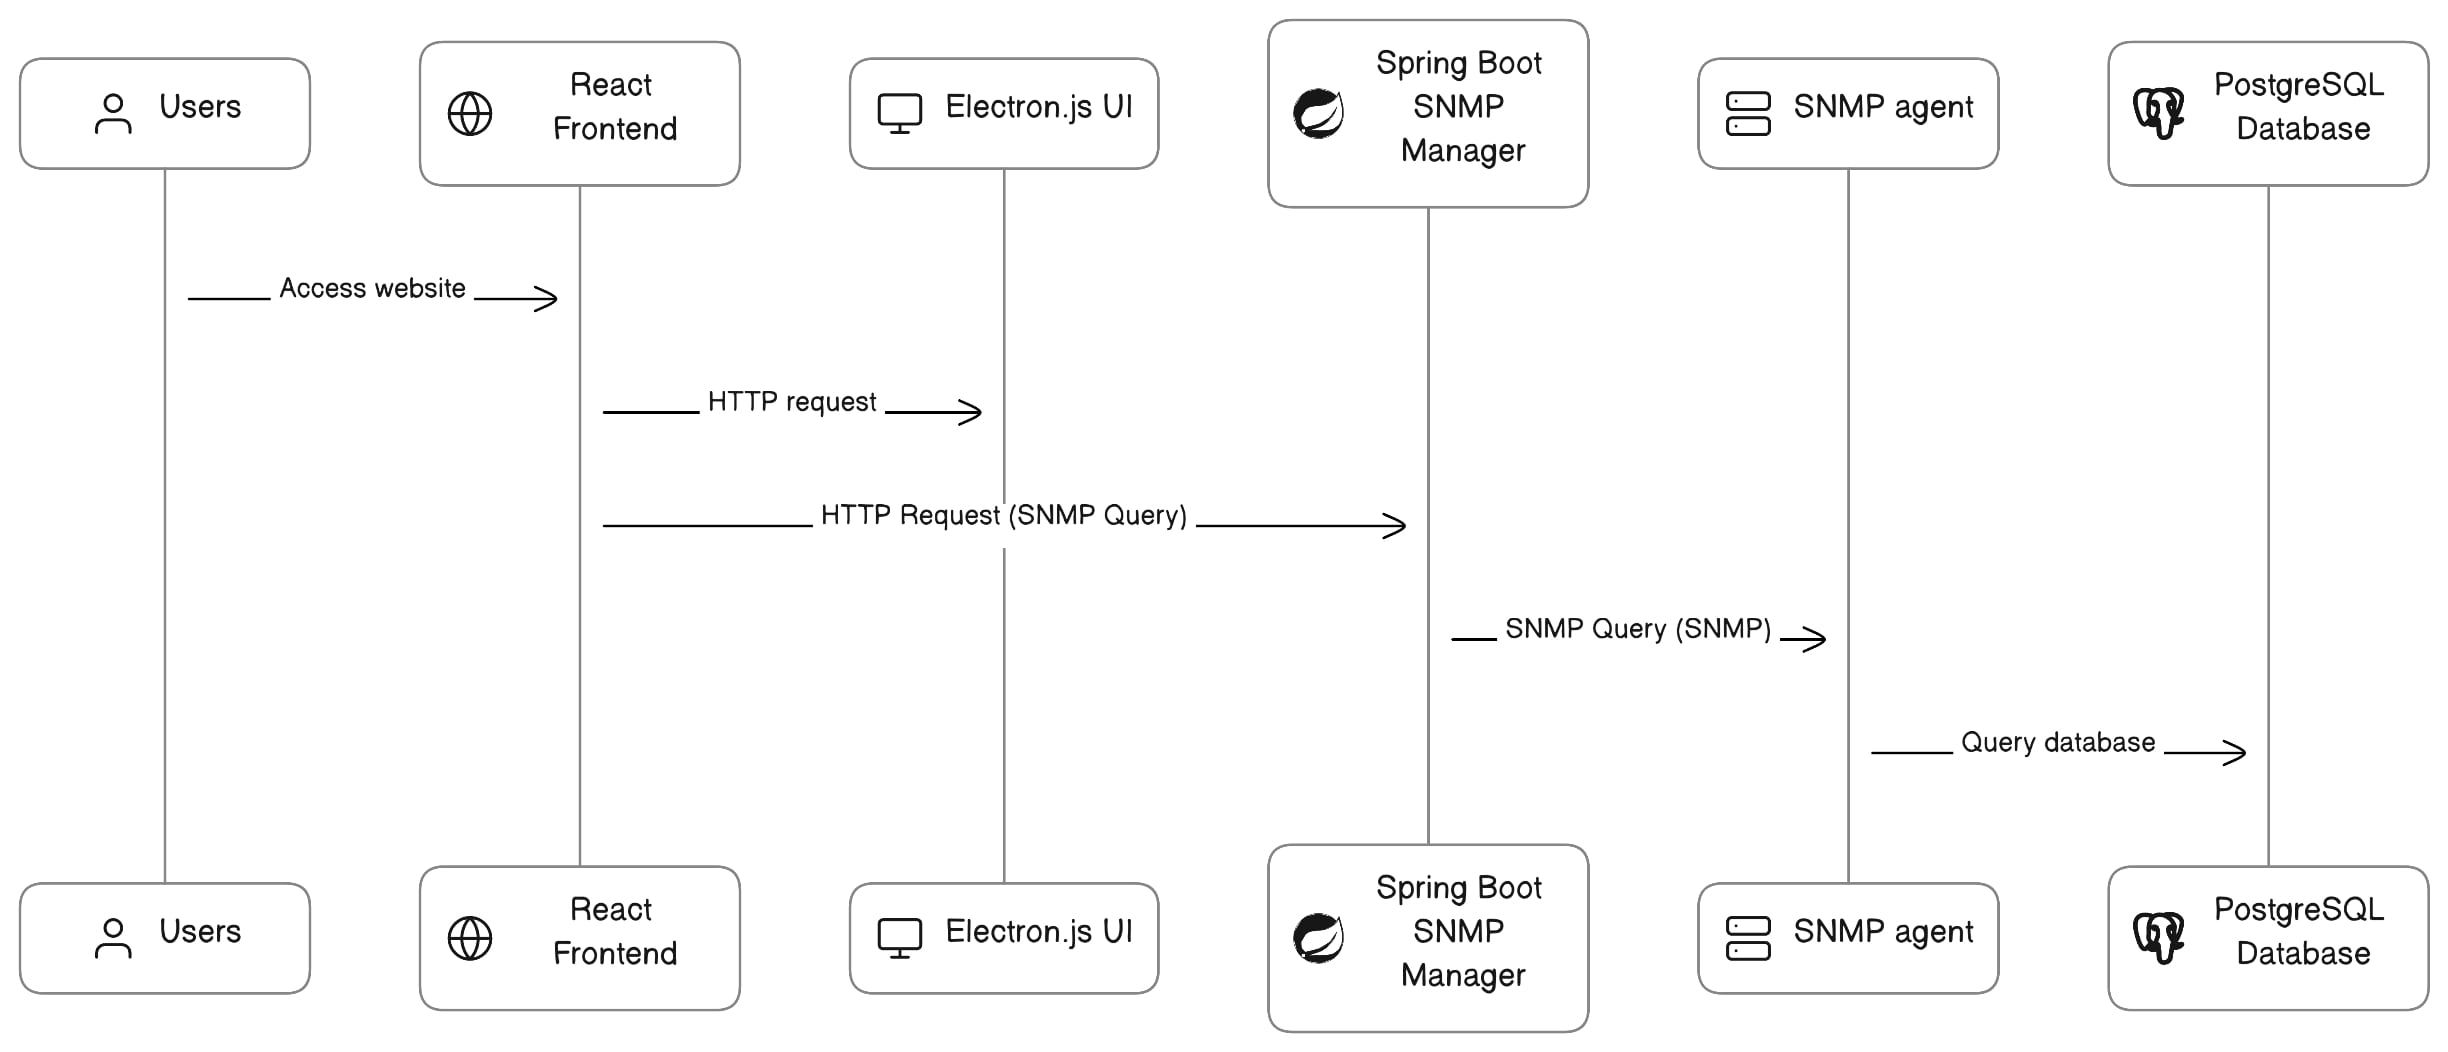 Users
React
Frontend
Electron.js UI
Spring Boot
SNMP
Manager
SNMP agent
PostgreSQL
Database
Access website
HTTP request
HTTP Request (SNMP Query)
SNMP Query (SNMP)
Query database
Users
React
Frontend
Electron.js UI
Spring Boot
SNMP
Manager
SNMP agent
PostgreSQL
Database